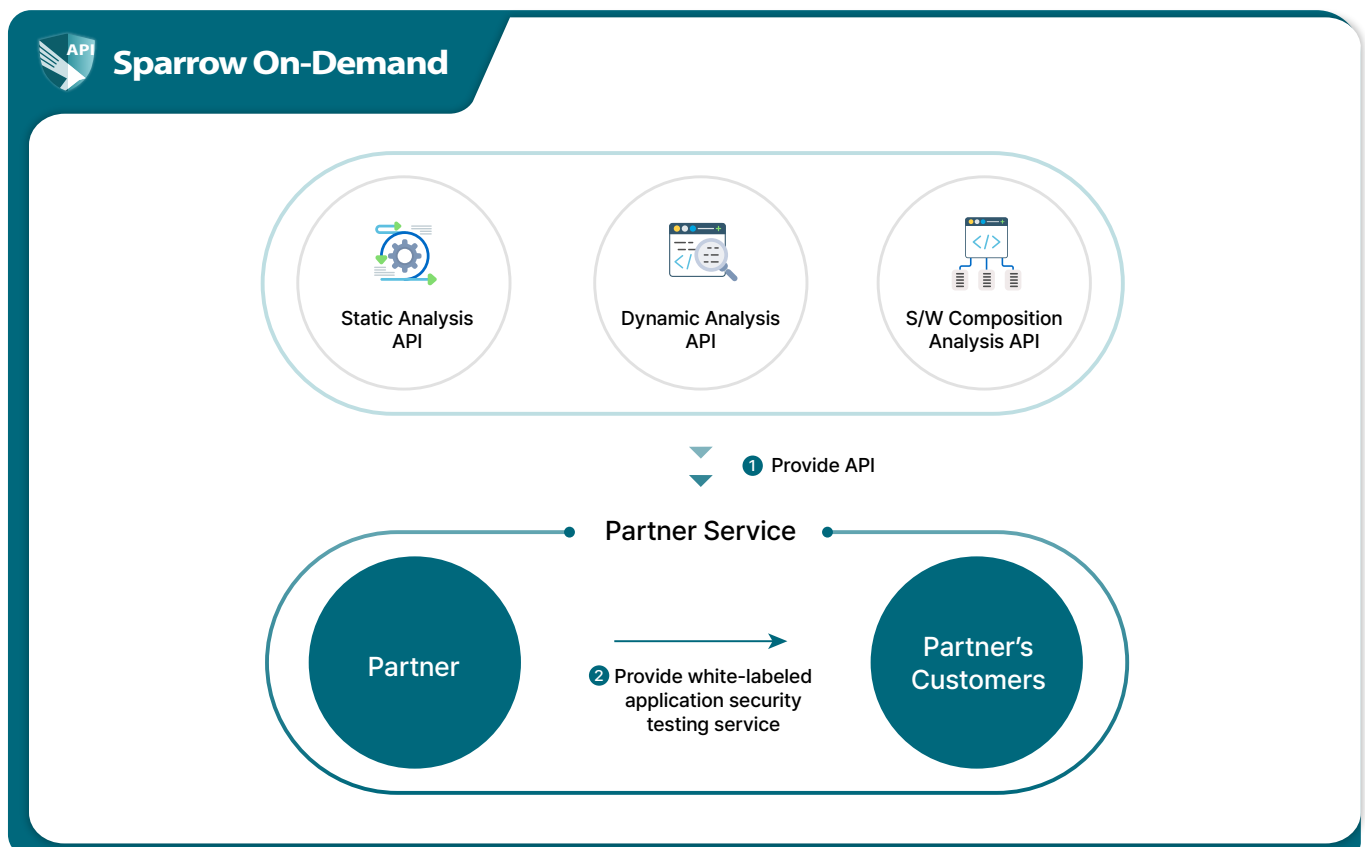 API
Sparrow On-Demand
Static Analysis
API
Dynamic Analysis
API
S/W Composition
Analysis API
1 Provide API
Partner Service
Partner
2 Provide white-labeled
application security
testing service
Partner's
Customers